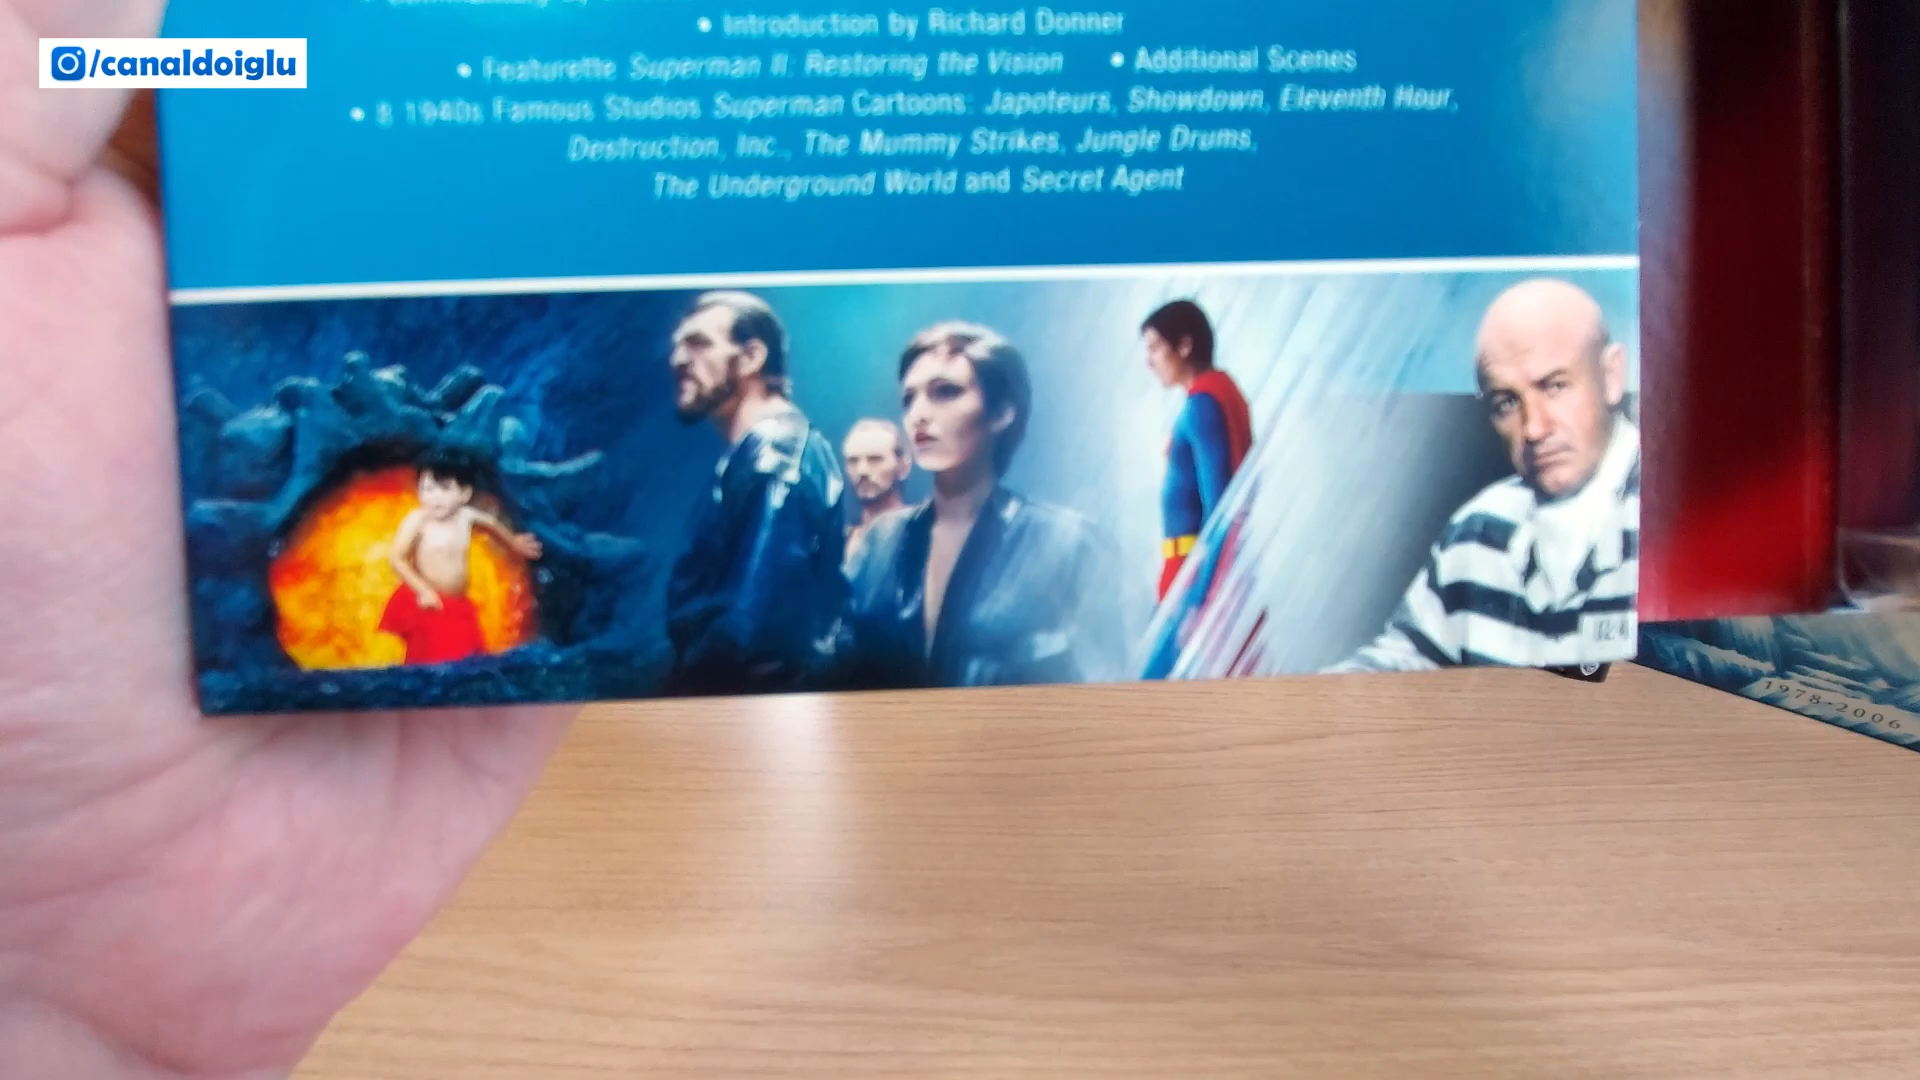 /canaldoiglu
• Introduction by Richard Donner
• Featurette Superman II: Restoring the Vision • Additional Scenes
• 8 1940s Famous Studios Superman Cartoons: Japoteurs, Showdown, Eleventh Hour,
Destruction, Inc., The Mummy Strikes, Jungle Drums,
The Underground World and Secret Agent
1978-2006